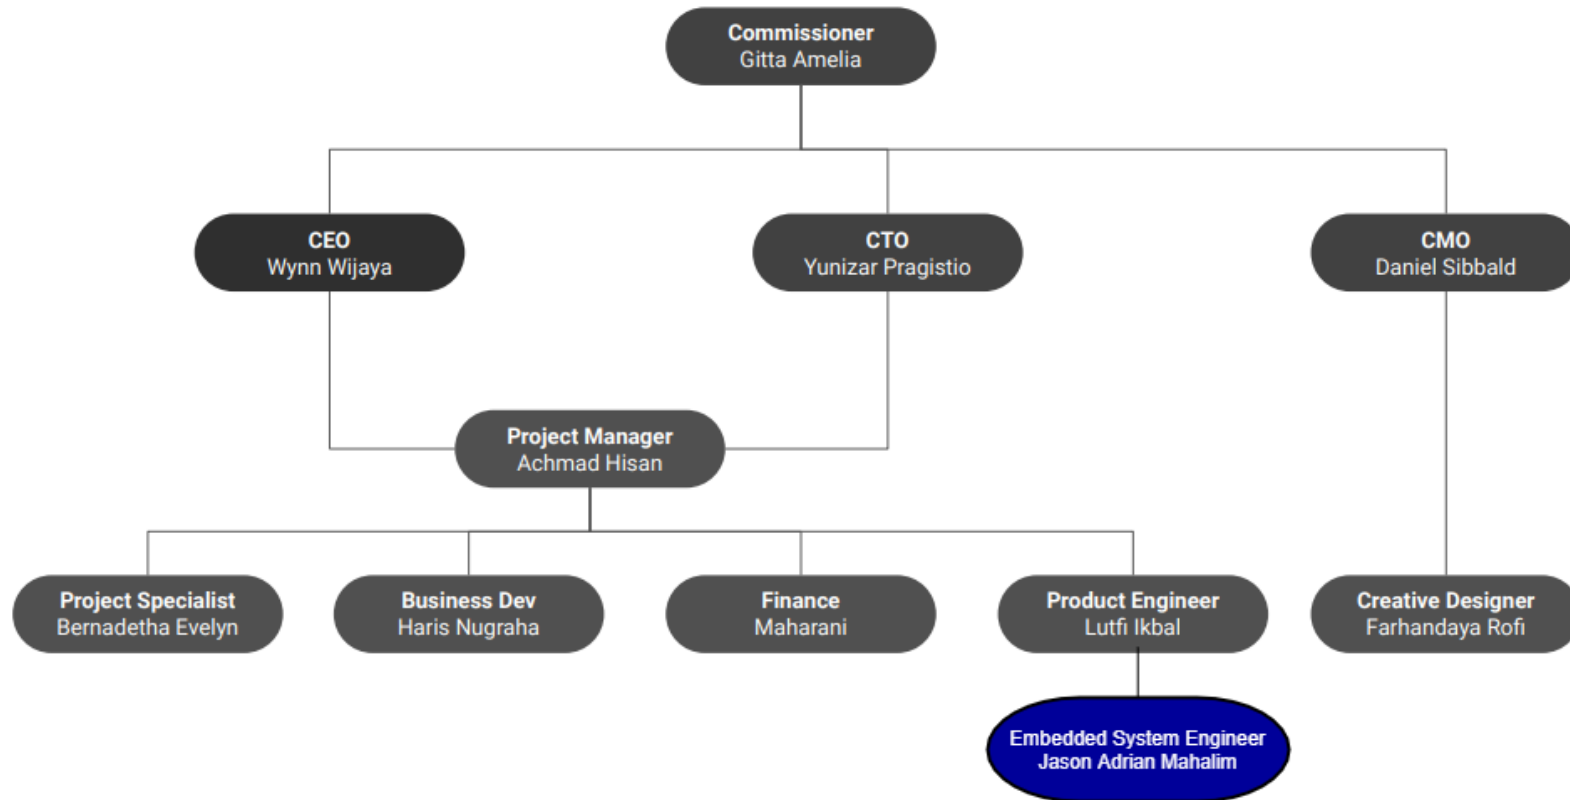 Commissioner
Gitta Amelia
CEO
Wynn Wijaya
CTO
Yunizar Pragistio
CMO
Daniel Sibbald
Project Manager
Achmad Hisan
Project Specialist
Bernadetha Evelyn
Business Dev
Haris Nugraha
Finance
Maharani
Product Engineer
Lutfi Ikbal
Creative Designer
Farhandaya Rofi
Embedded System Engineer
Jason Adrian Mahalim